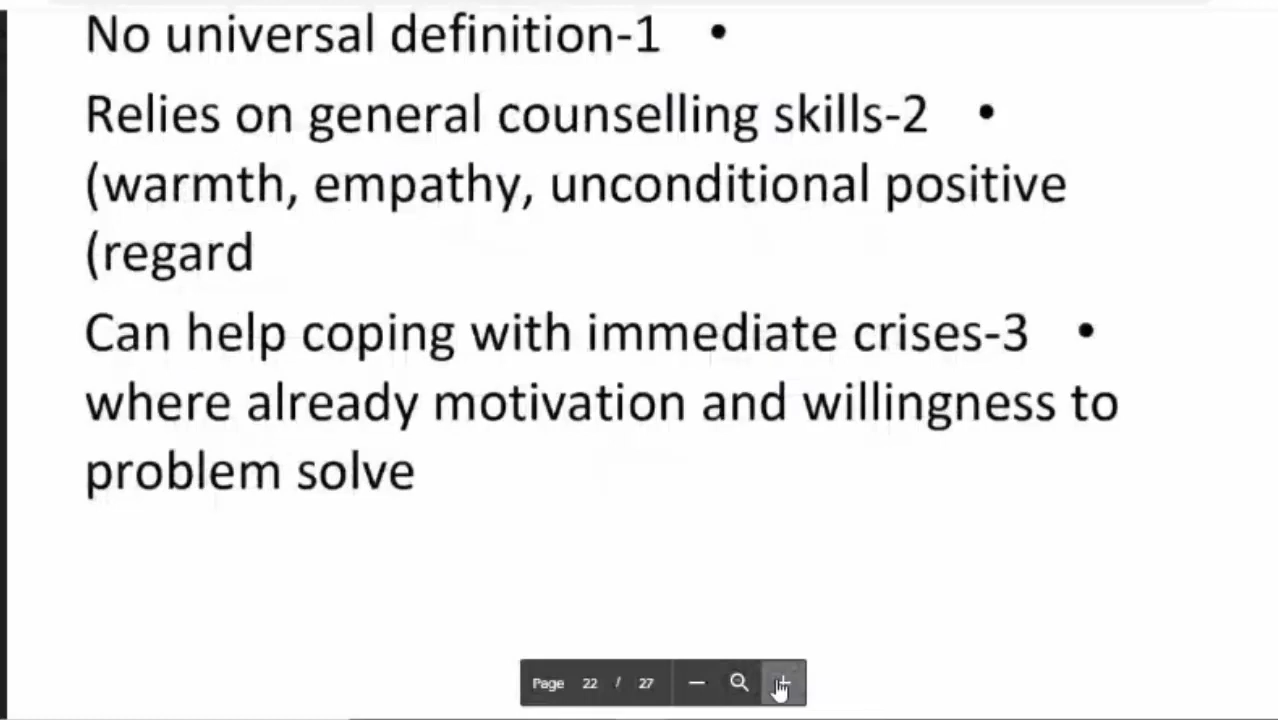 No universal definition-1 •
Relies on general counselling skills-2 •
(warmth, empathy, unconditional positive
(regard
Can help coping with immediate crises-3 •
where already motivation and willingness to
problem solve
Page 22 / 27